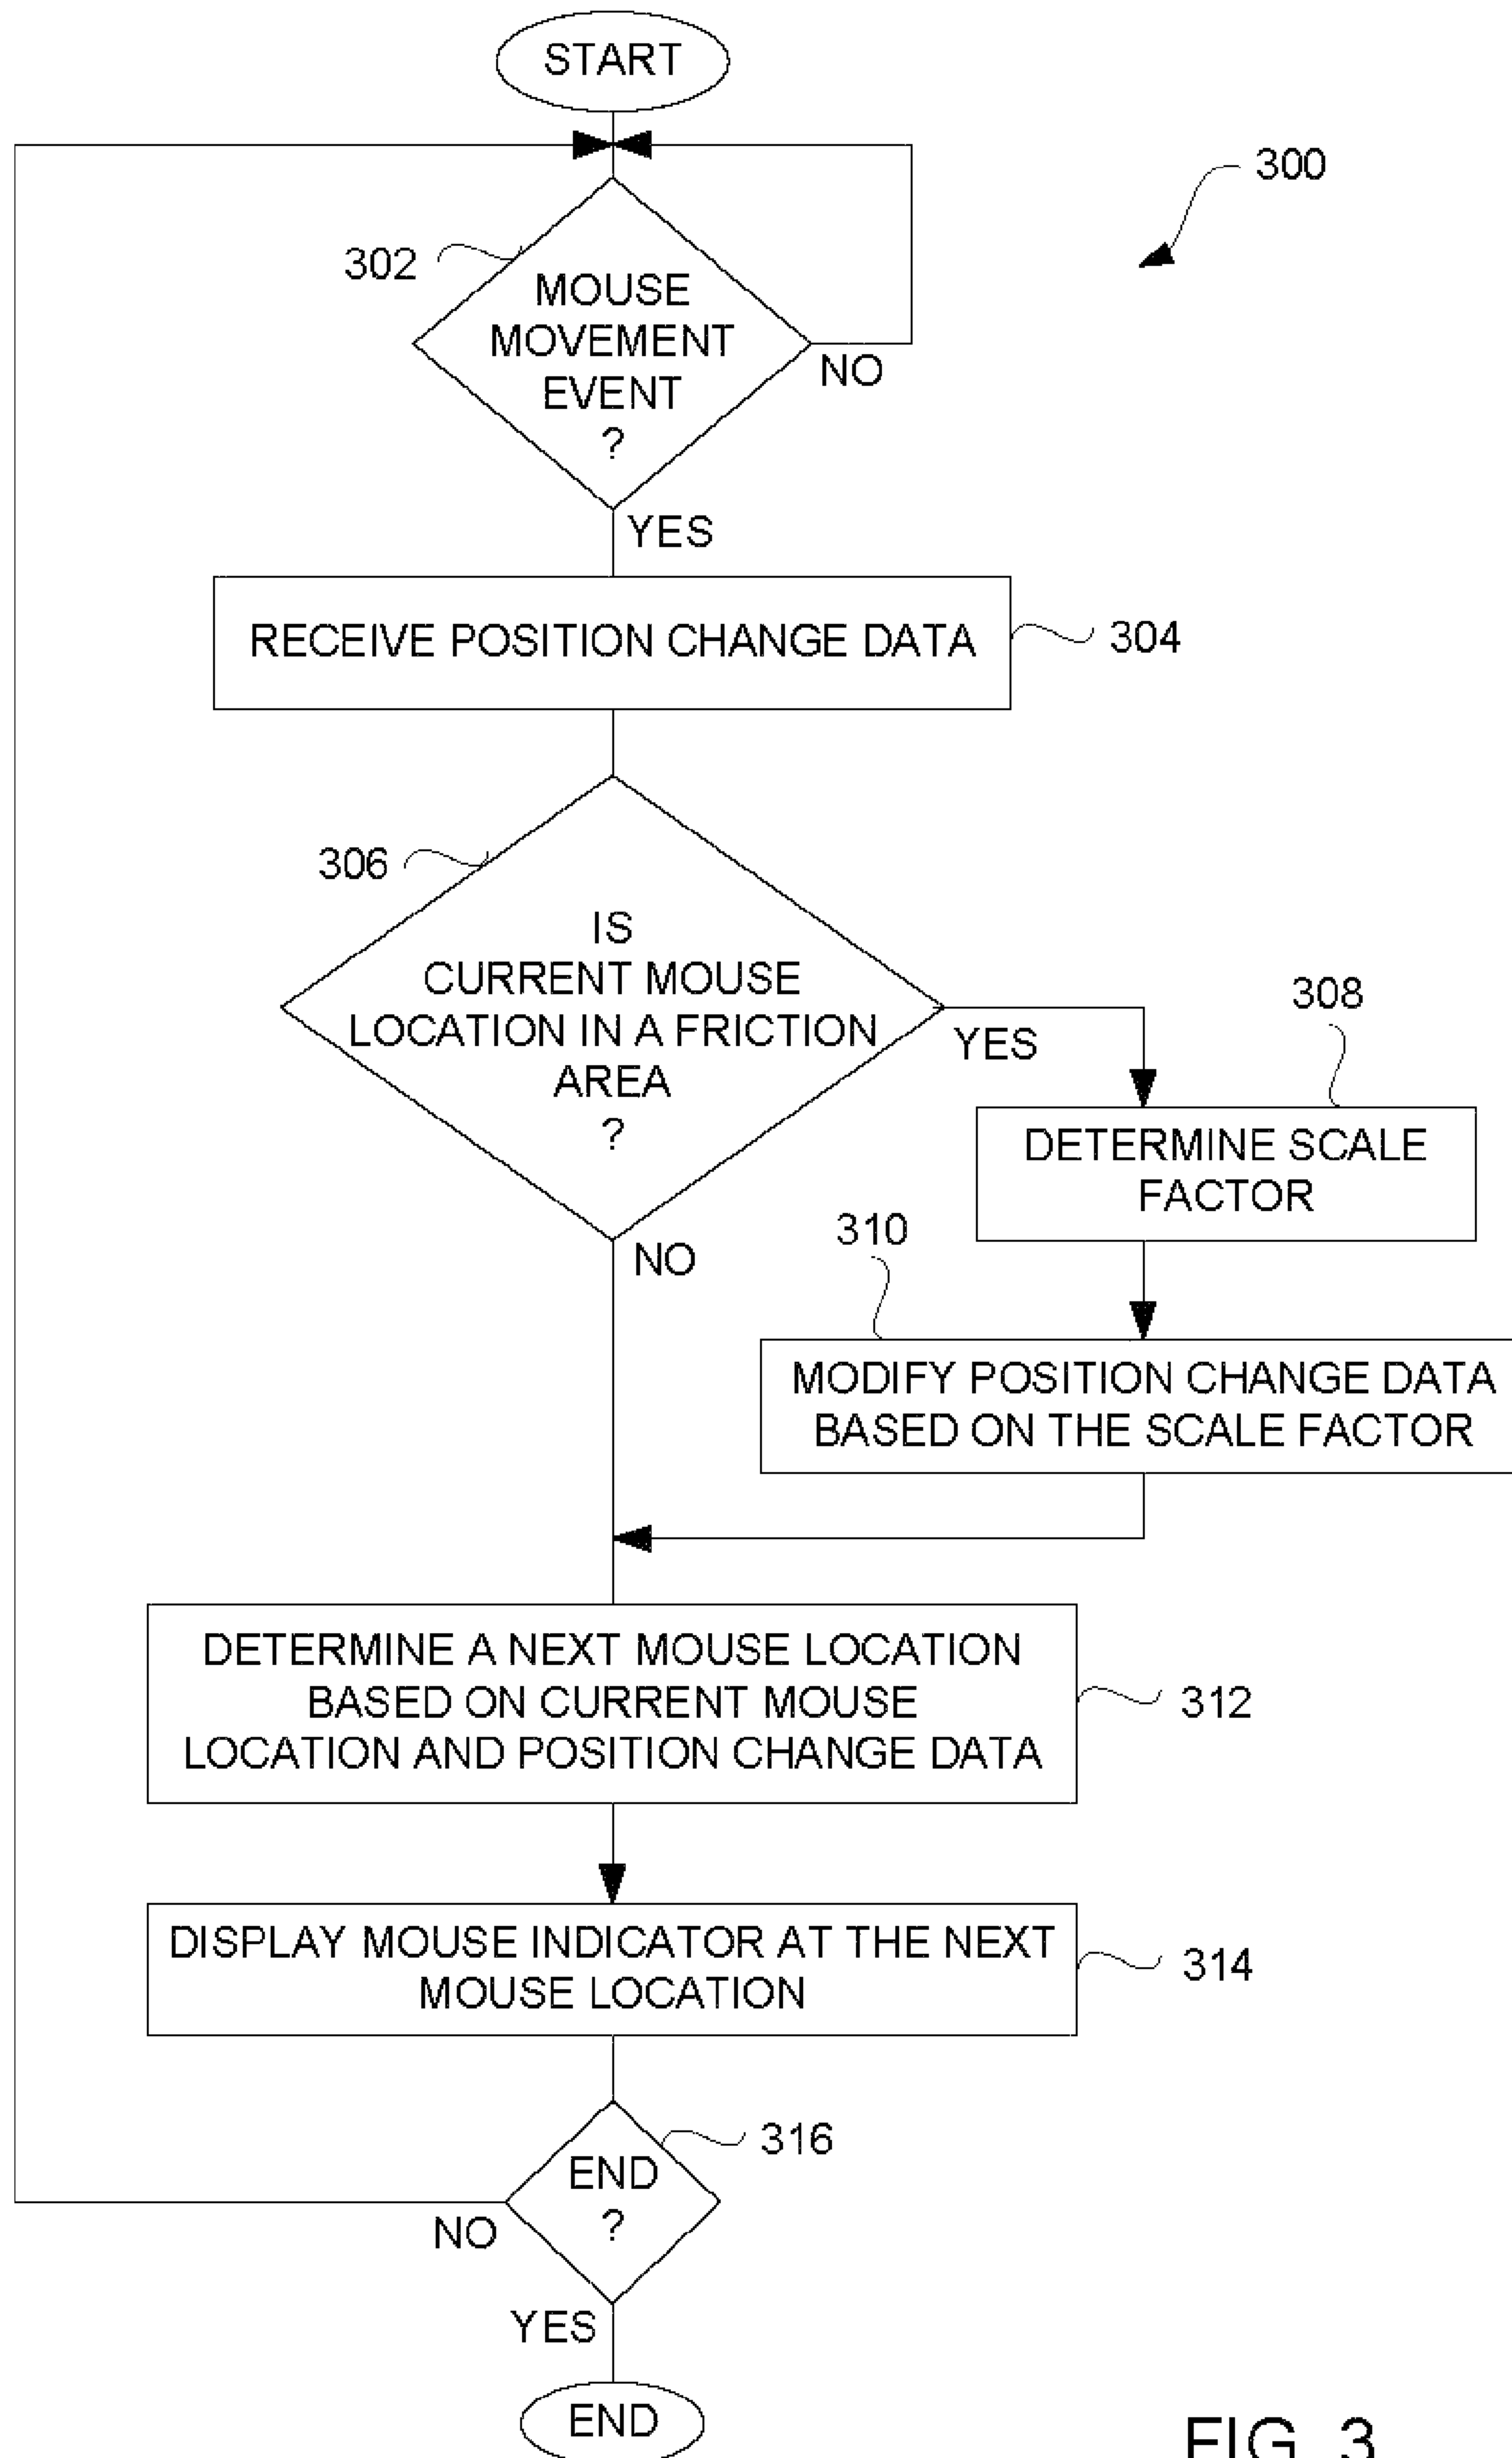 START
300
302
MOUSE
MOVEMENT
EVENT
?
NO
YES
RECEIVE POSITION CHANGE DATA
304
306
IS
CURRENT MOUSE
LOCATION IN A FRICTION
AREA
?
YES
308
DETERMINE SCALE
FACTOR
NO
310
MODIFY POSITION CHANGE DATA
BASED ON THE SCALE FACTOR
DETERMINE A NEXT MOUSE LOCATION
BASED ON CURRENT MOUSE
LOCATION AND POSITION CHANGE DATA
312
DISPLAY MOUSE INDICATOR AT THE NEXT
MOUSE LOCATION
314
316
END
?
NO
YES
END
FIG. 3